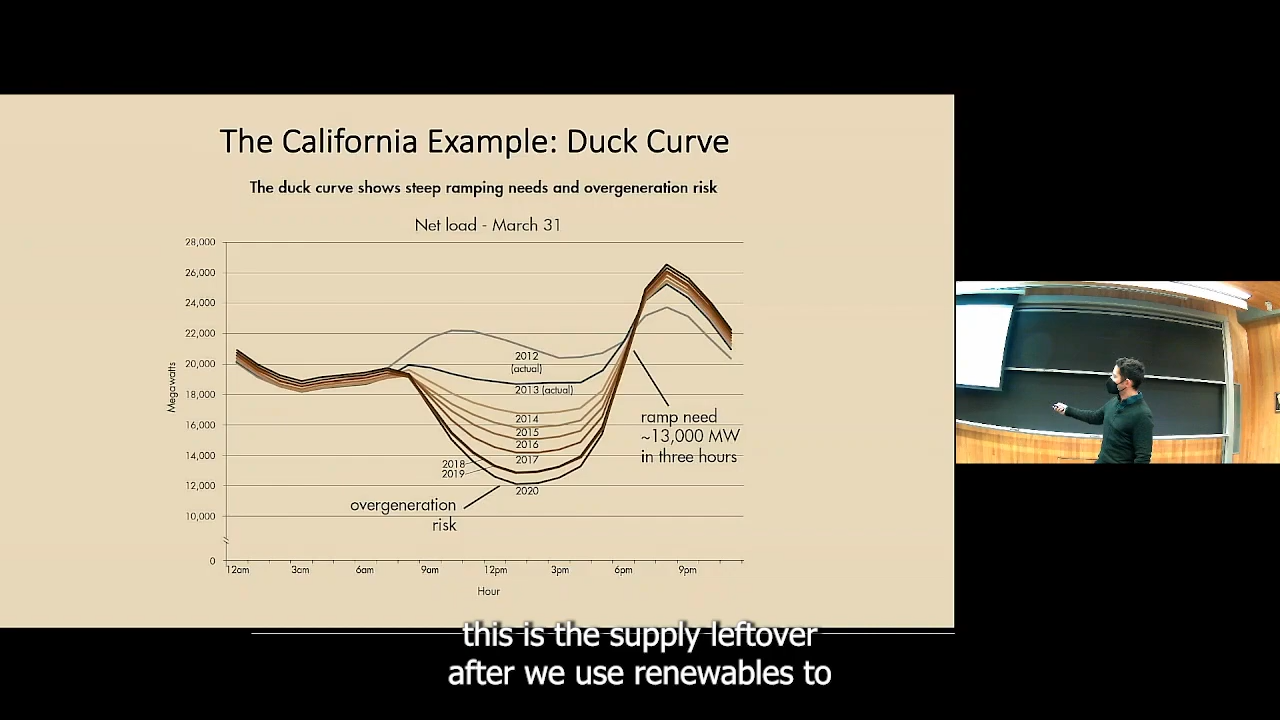 The California Example: Duck Curve
The duck curve shows steep ramping needs and overgeneration risk
Net load - March 31
28,000
26,000
24,000
22,000
20,000
18,000
16,000
14,000
12,000
10,000
0
Megawatts
2012
(actual)
2013 (actual)
2014
2015
2016
2017
2018
2019
2020
ramp need
~13,000 MW
in three hours
overgeneration
risk
12am 3am 6am 9am 12pm 3pm 6pm 9pm
Hour
this is the supply leftover
after we use renewables to